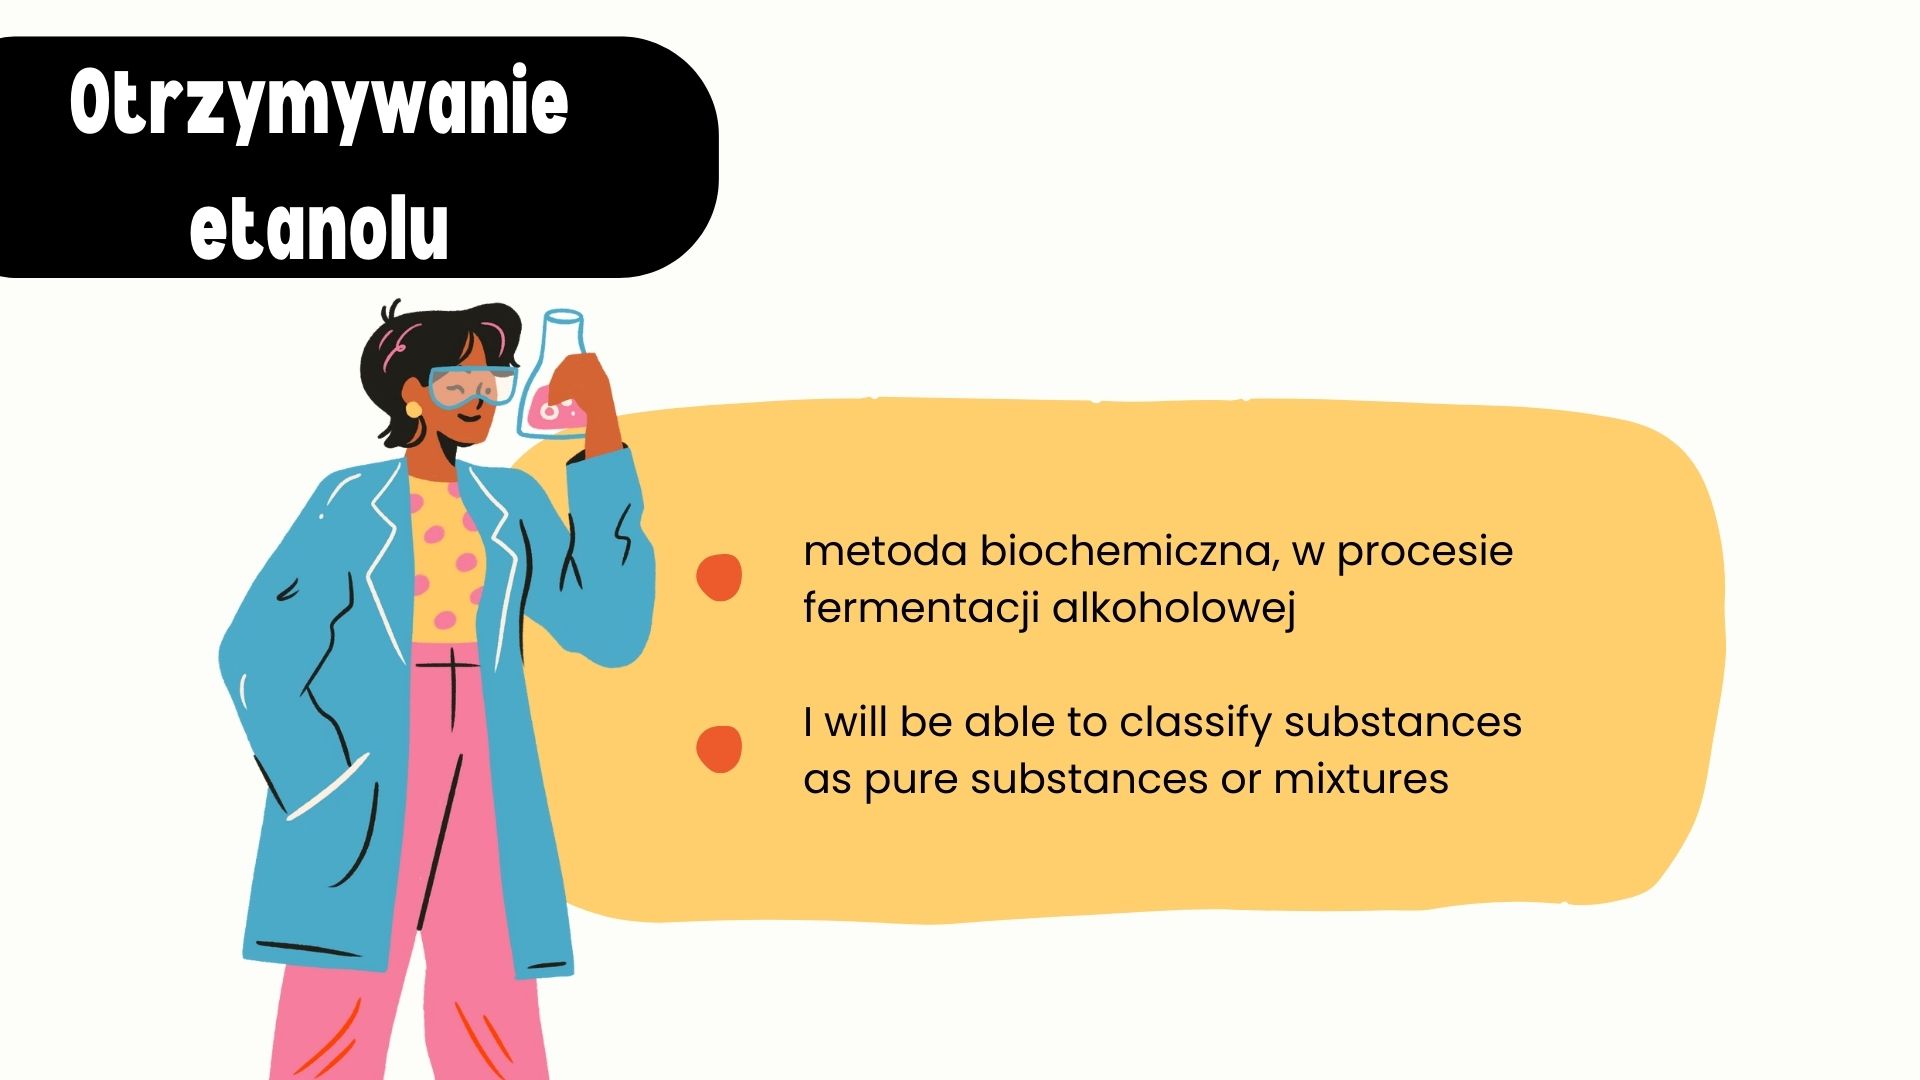 Otrzymywanie
etanolu
metoda biochemiczna, w procesie
fermentacji alkoholowej
I will be able to classify substances
as pure substances or mixtures